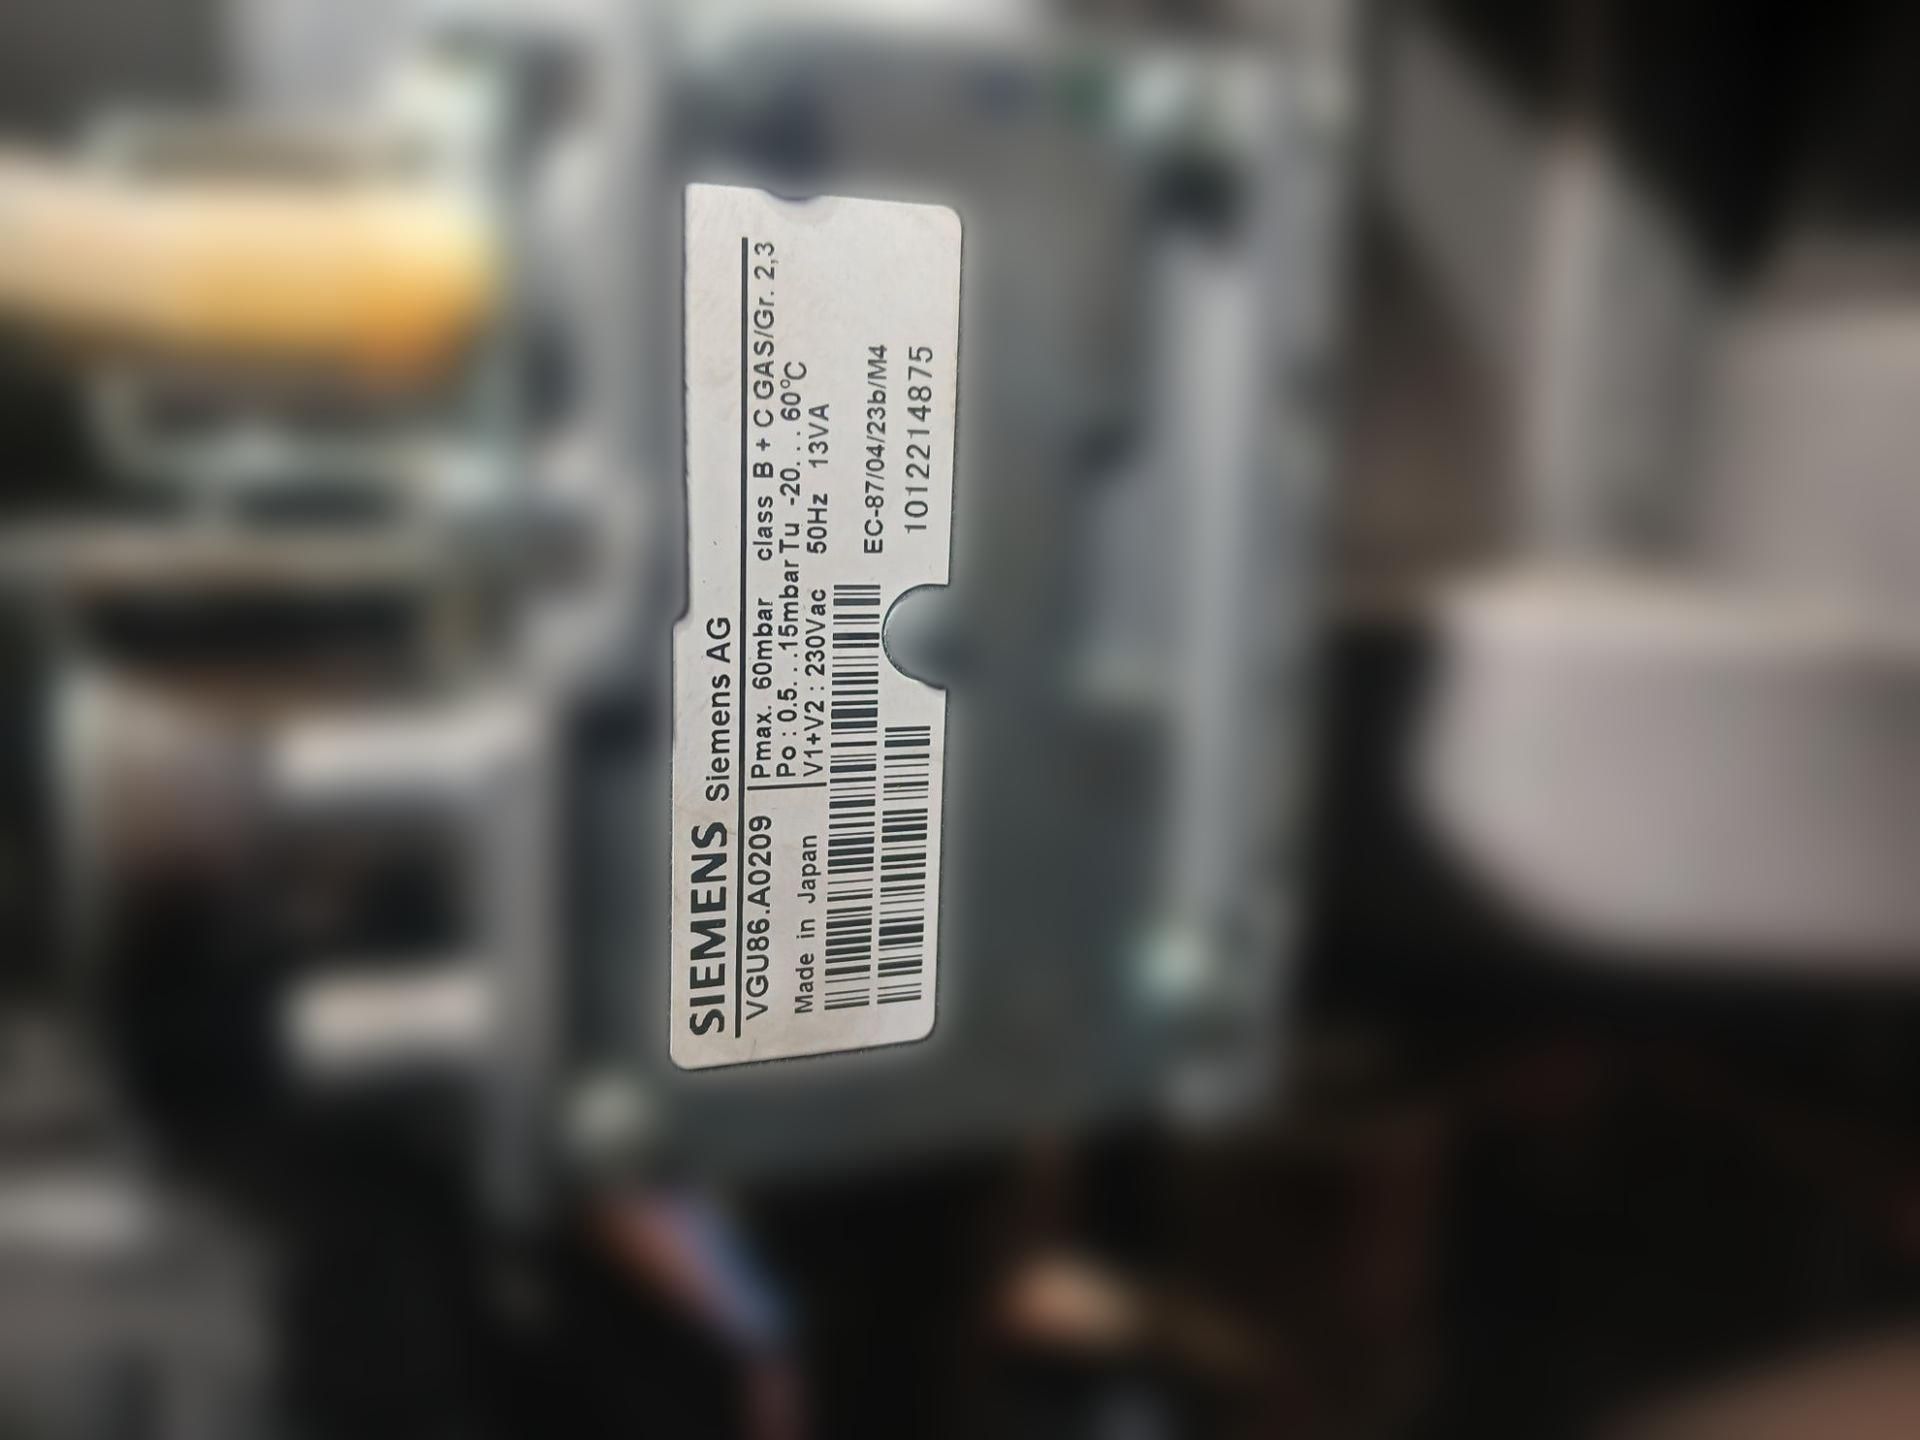 SIEMENS Siemens AG
VGU86.A0209
Made in Japan
Pmax. 60mbar class B + C GAS/Gr. 2,3
Po : 0.5...15mbar Tu -20.... 60°C
V1+V2 : 230Vac 50Hz 13VA
EC-87/04/23b/M4
1012214875